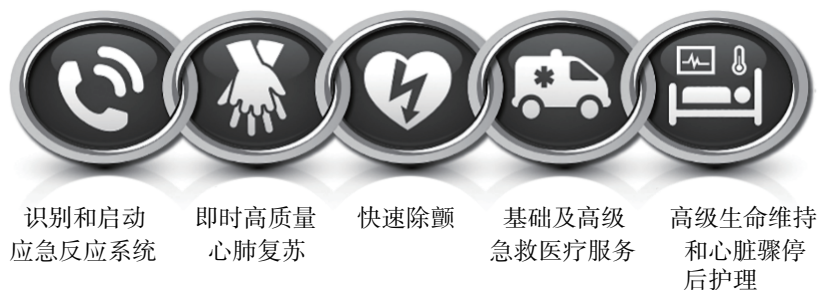 识别和启动
应急反应系统
即时高质量
心肺复苏
快速除颤
基础及高级
急救医疗服务
高级生命维持
和心脏骤停
后护理